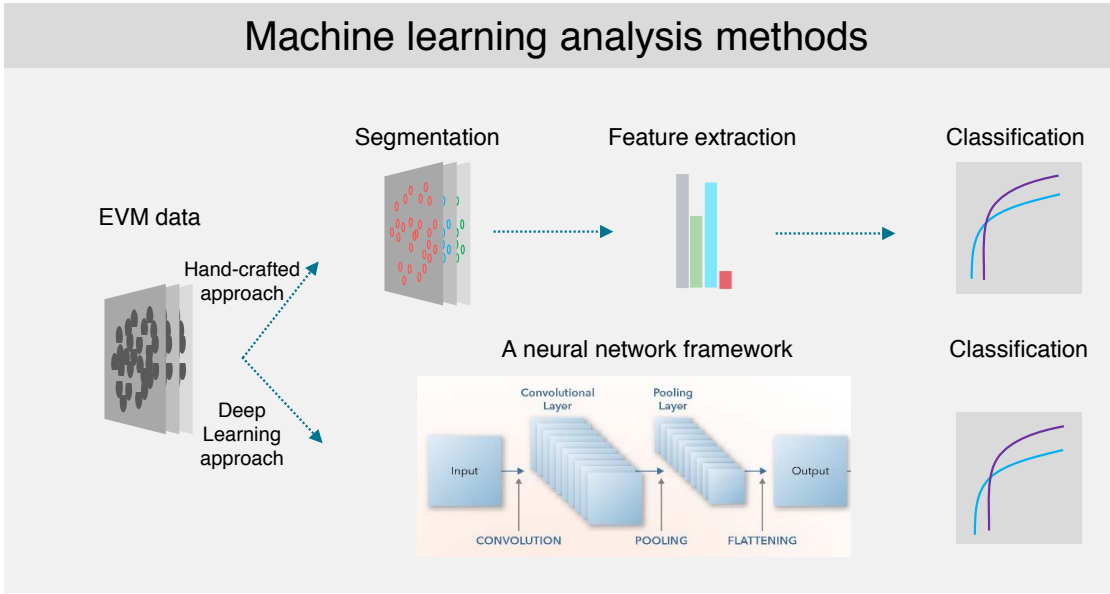 Machine learning analysis methods
Segmentation
Feature extraction
Classification
EVM data
Hand-crafted
approach
Deep
Learning
approach
A neural network framework
Classification
Convolutional
Layer
Pooling
Layer
Input
Output
CONVOLUTION
POOLING
FLATTENING